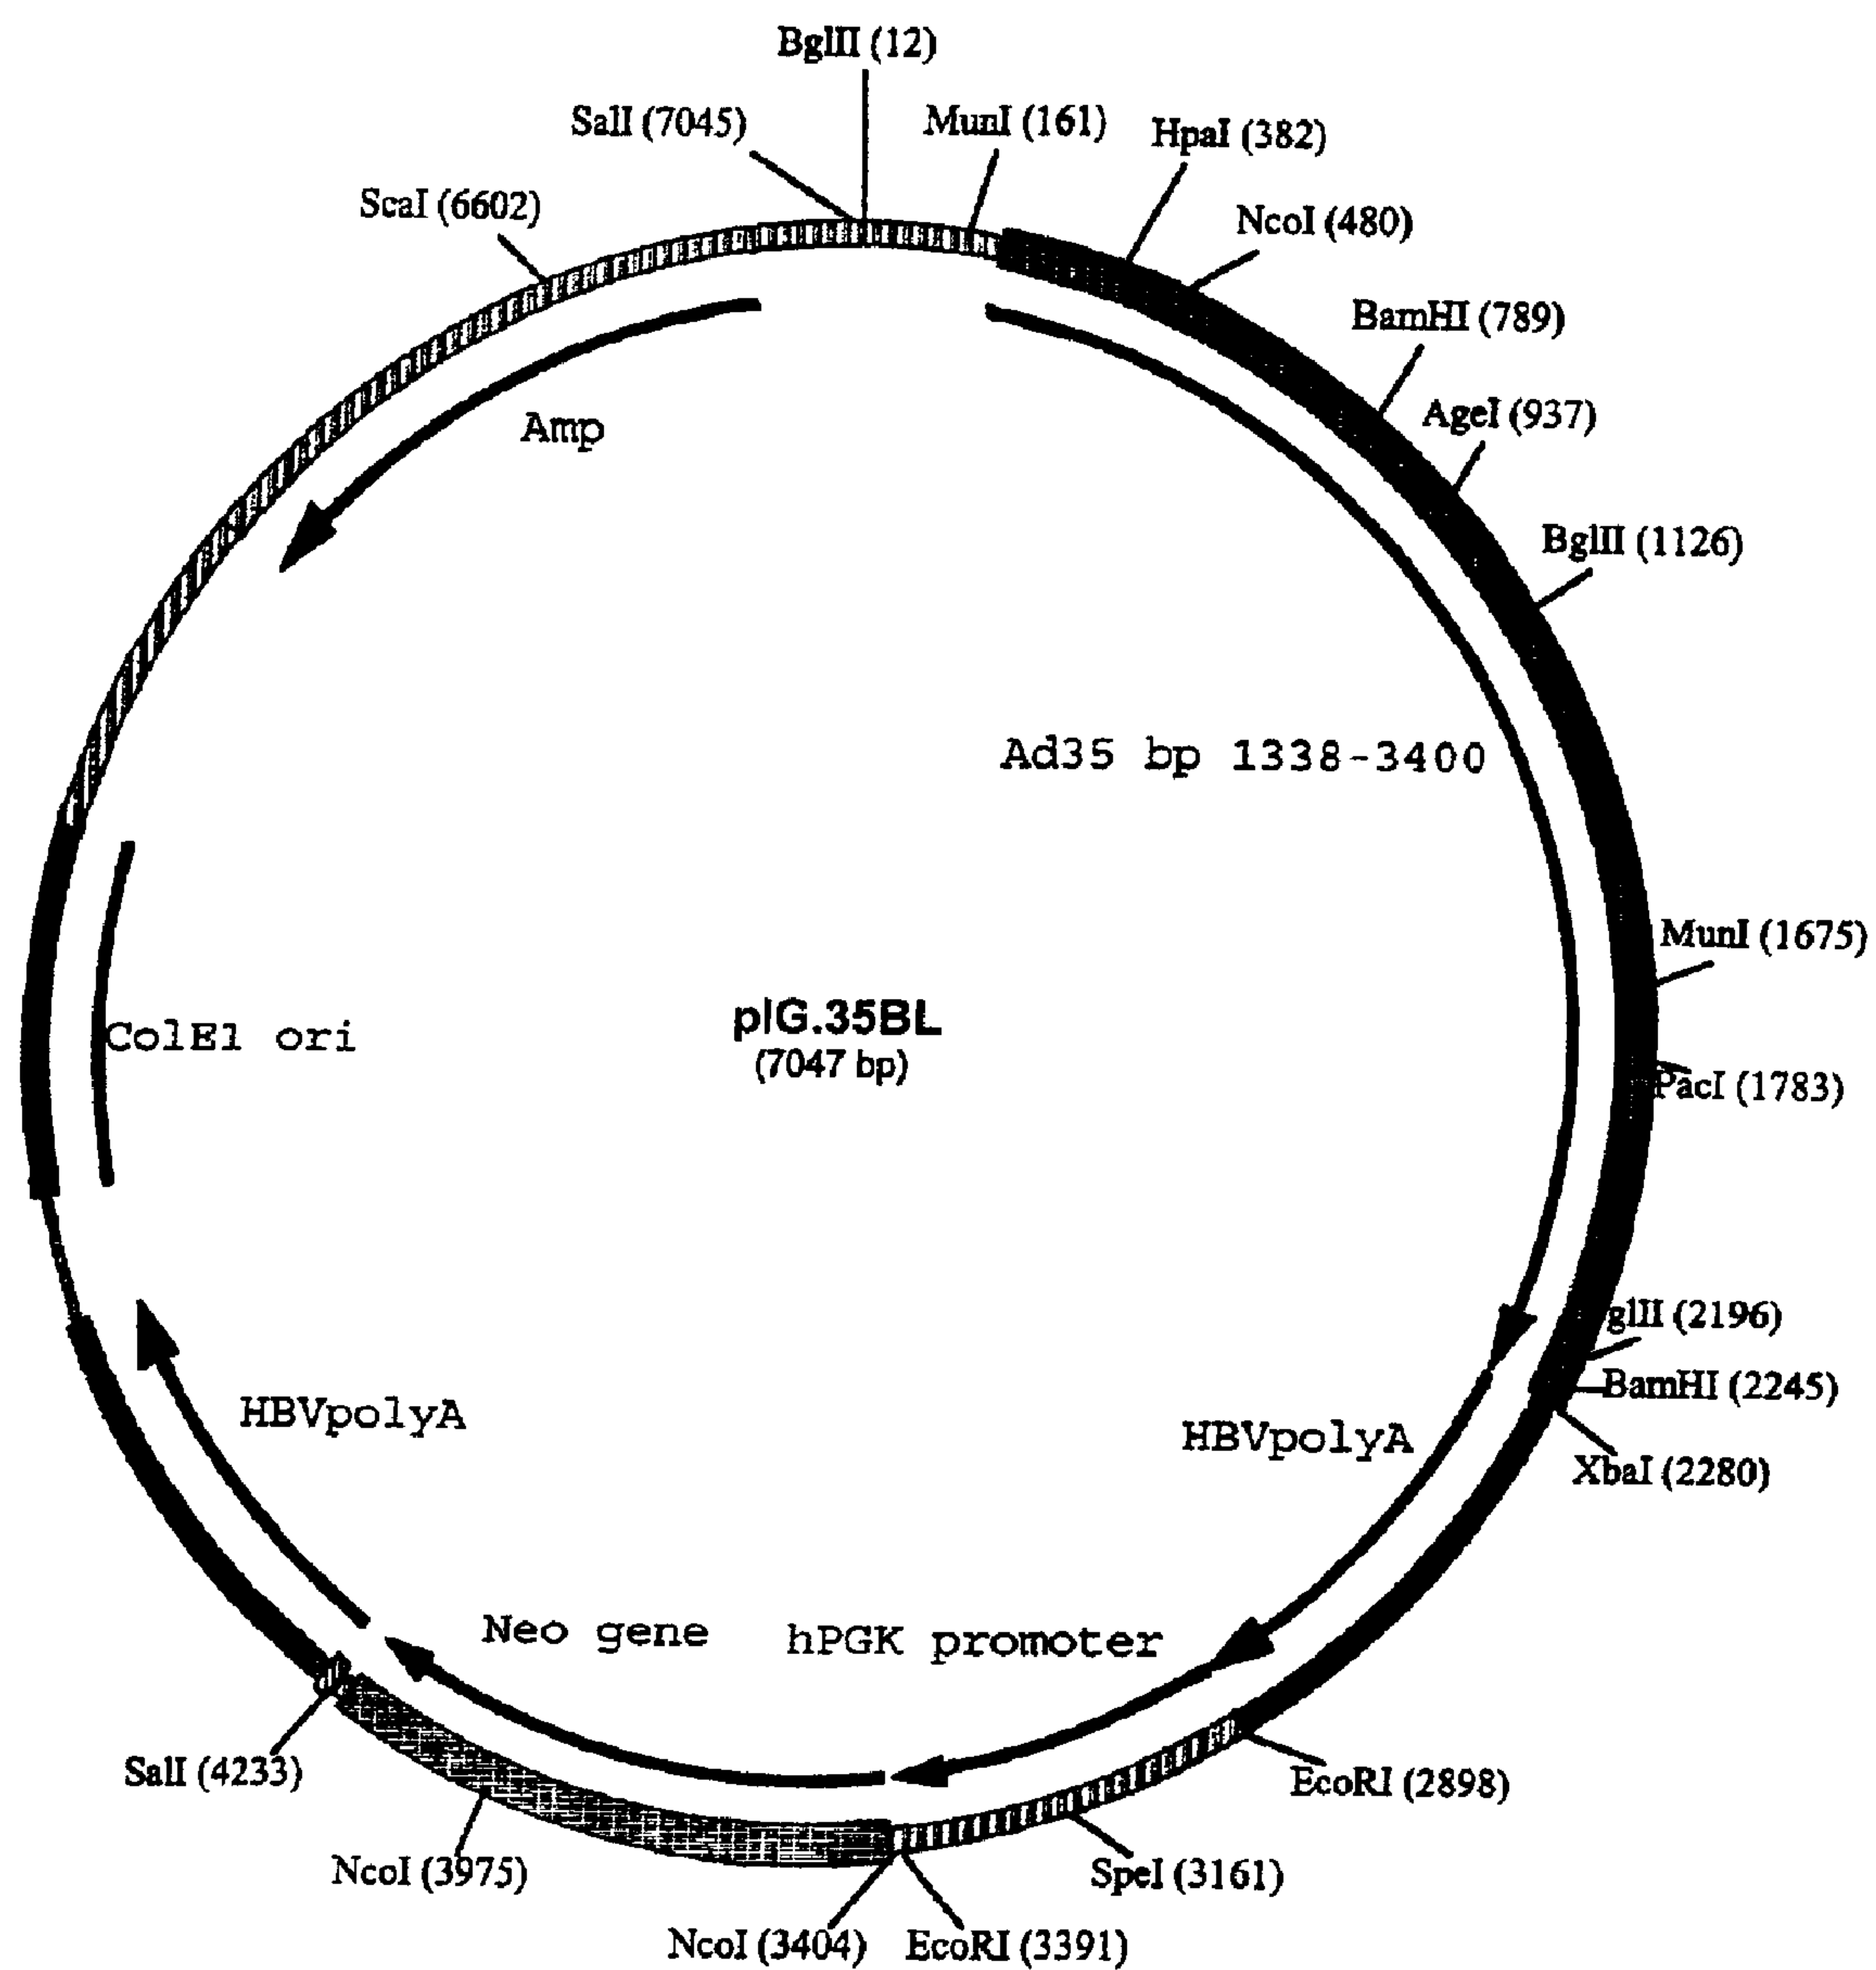 BglII (12)
SalI (7045)
MunI (161)
HpaI (382)
ScaI (6602)
NcoI (480)
BamHI (789)
AgeI (937)
Amp
BglII (1126)
Ad35 bp 1338-3400
MunI (1675)
pIG.35BL
ColE1 ori
(7047 bp)
PacI (1783)
glII (2196)
BamHI (2245)
HBVpolyA
HBVpolyA
XbaI (2280)
Neo gene
hPGK promoter
SalI (4233)
EcoRI (2898)
NcoI (3975)
SpeI (3161)
NcoI (3404)
EcoRI (3391)